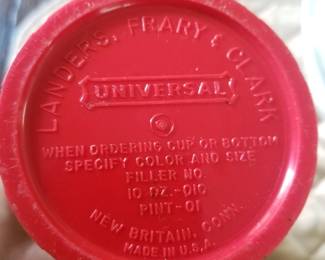 LANDERS, FRARY & CLARK
UNIVERSAL
WHEN ORDERING CUP OR BOTTOM
SPECIFY COLOR AND SIZE
FILLER NO.
10 OZ.-010
PINT-01
NEW BRITAIN, CONN.
MADE IN U.S.A.